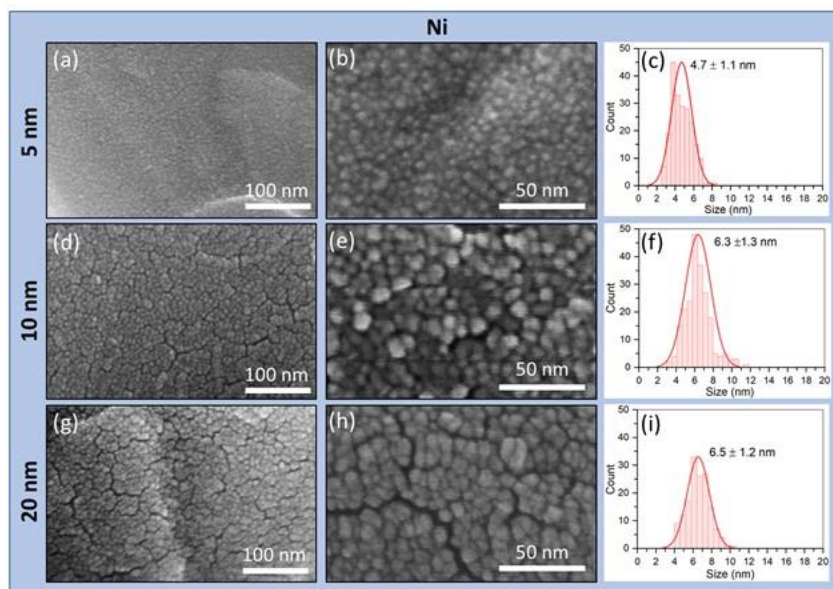 Ni
5 nm
(a)
100 nm
(b)
50 nm
(c)
4.7 ± 1.1 nm
Count
50
40
30
20
10
0
0 2 4 6 8 10 12 14 16 18 20
Size (nm)
10 nm
(d)
100 nm
(e)
50 nm
(f)
6.3 ±1.3 nm
Count
50
40
30
20
10
0
0 2 4 6 8 10 12 14 16 18 20
Size (nm)
20 nm
(g)
100 nm
(h)
50 nm
(i)
6.5 ± 1.2 nm
Count
50
40
30
20
10
0
0 2 4 6 8 10 12 14 16 18 20
Size (nm)